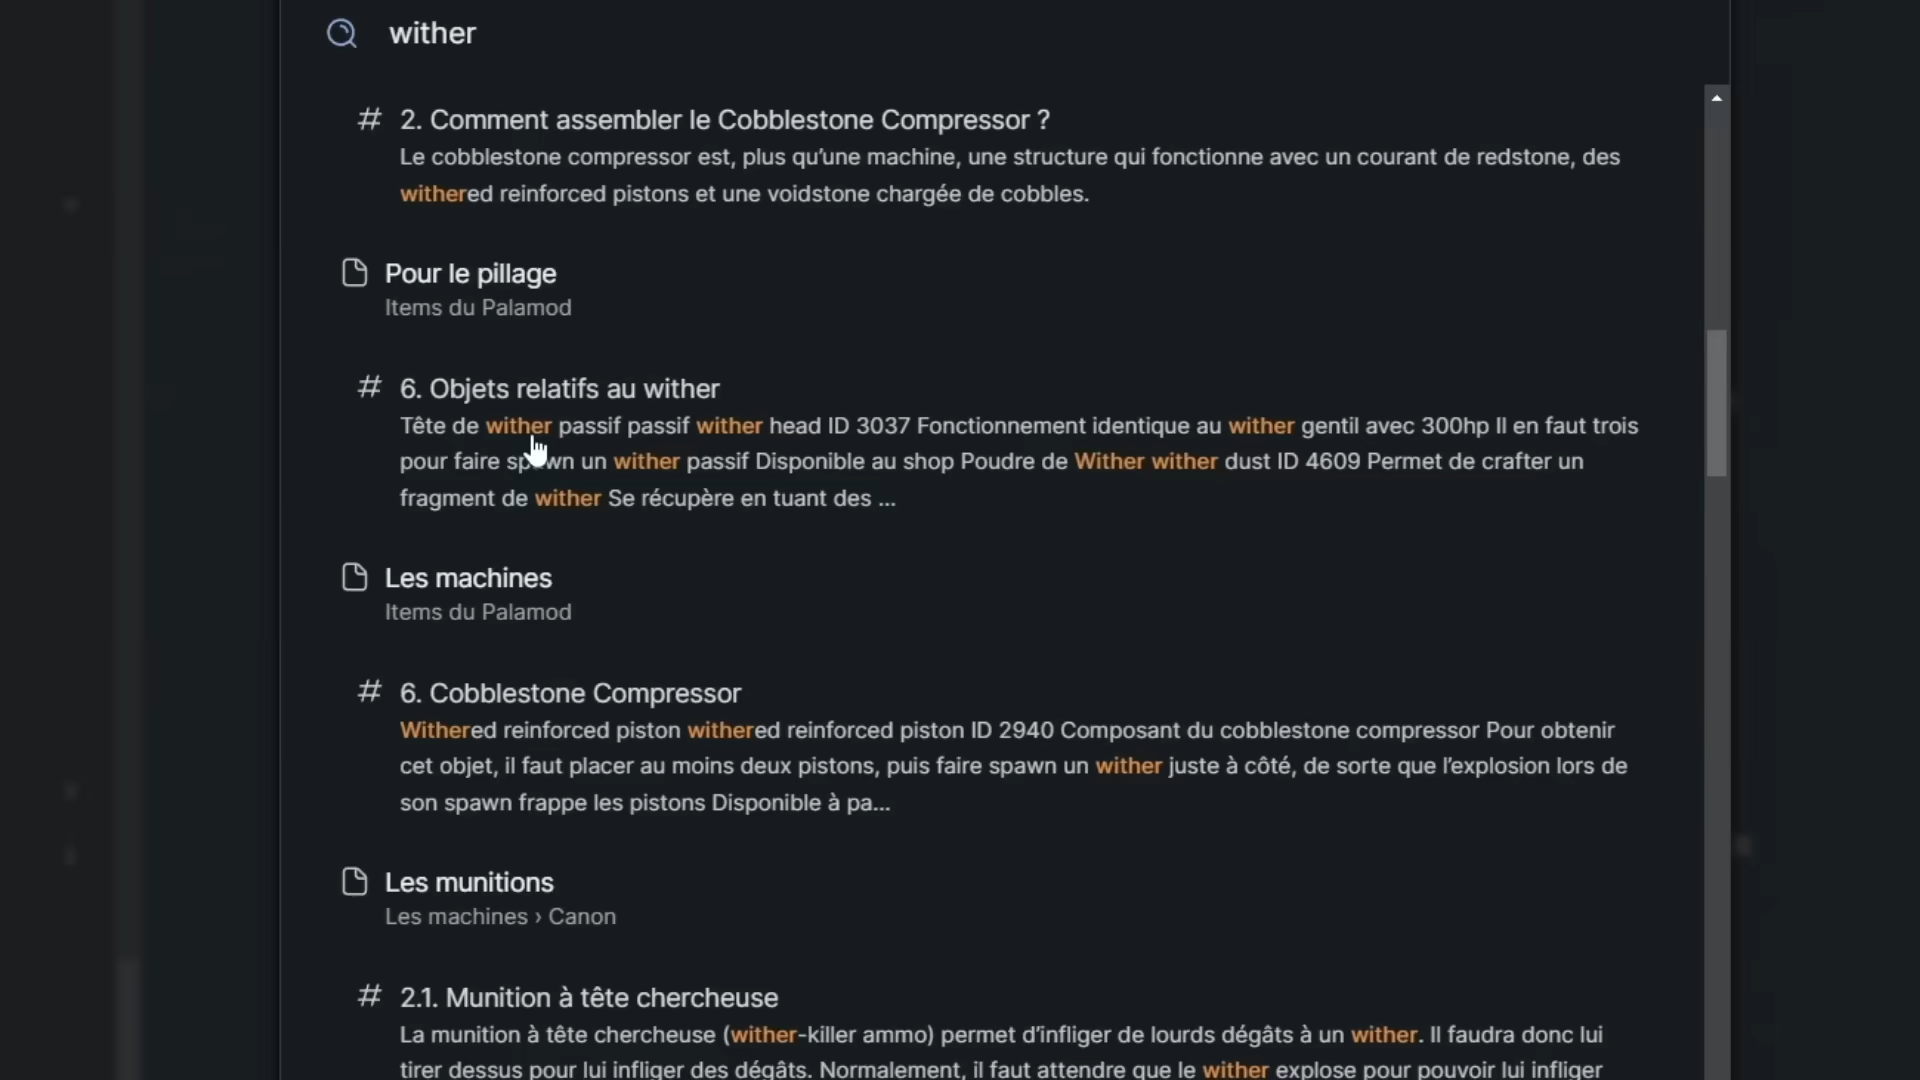 wither
# 2. Comment assembler le Cobblestone Compressor ?
Le cobblestone compressor est, plus qu'une machine, une structure qui fonctionne avec un courant de redstone, des
withered reinforced pistons et une voidstone chargée de cobbles.
Pour le pillage
Items du Palamod
# 6. Objets relatifs au wither
Tête de wither passif passif wither head ID 3037 Fonctionnement identique au wither gentil avec 300hp Il en faut trois
pour faire spawn un wither passif Disponible au shop Poudre de Wither wither dust ID 4609 Permet de crafter un
fragment de wither Se récupère en tuant des ...
Les machines
Items du Palamod
# 6. Cobblestone Compressor
Withered reinforced piston withered reinforced piston ID 2940 Composant du cobblestone compressor Pour obtenir
cet objet, il faut placer au moins deux pistons, puis faire spawn un wither juste à côté, de sorte que l'explosion lors de
son spawn frappe les pistons Disponible à pa...
Les munitions
Les machines › Canon
# 2.1. Munition à tête chercheuse
La munition à tête chercheuse (wither-killer ammo) permet d'infliger de lourds dégâts à un wither. Il faudra donc lui
tirer dessus pour lui infliger des dégâts. Normalement, il faut attendre que le wither explose pour pouvoir lui infliger